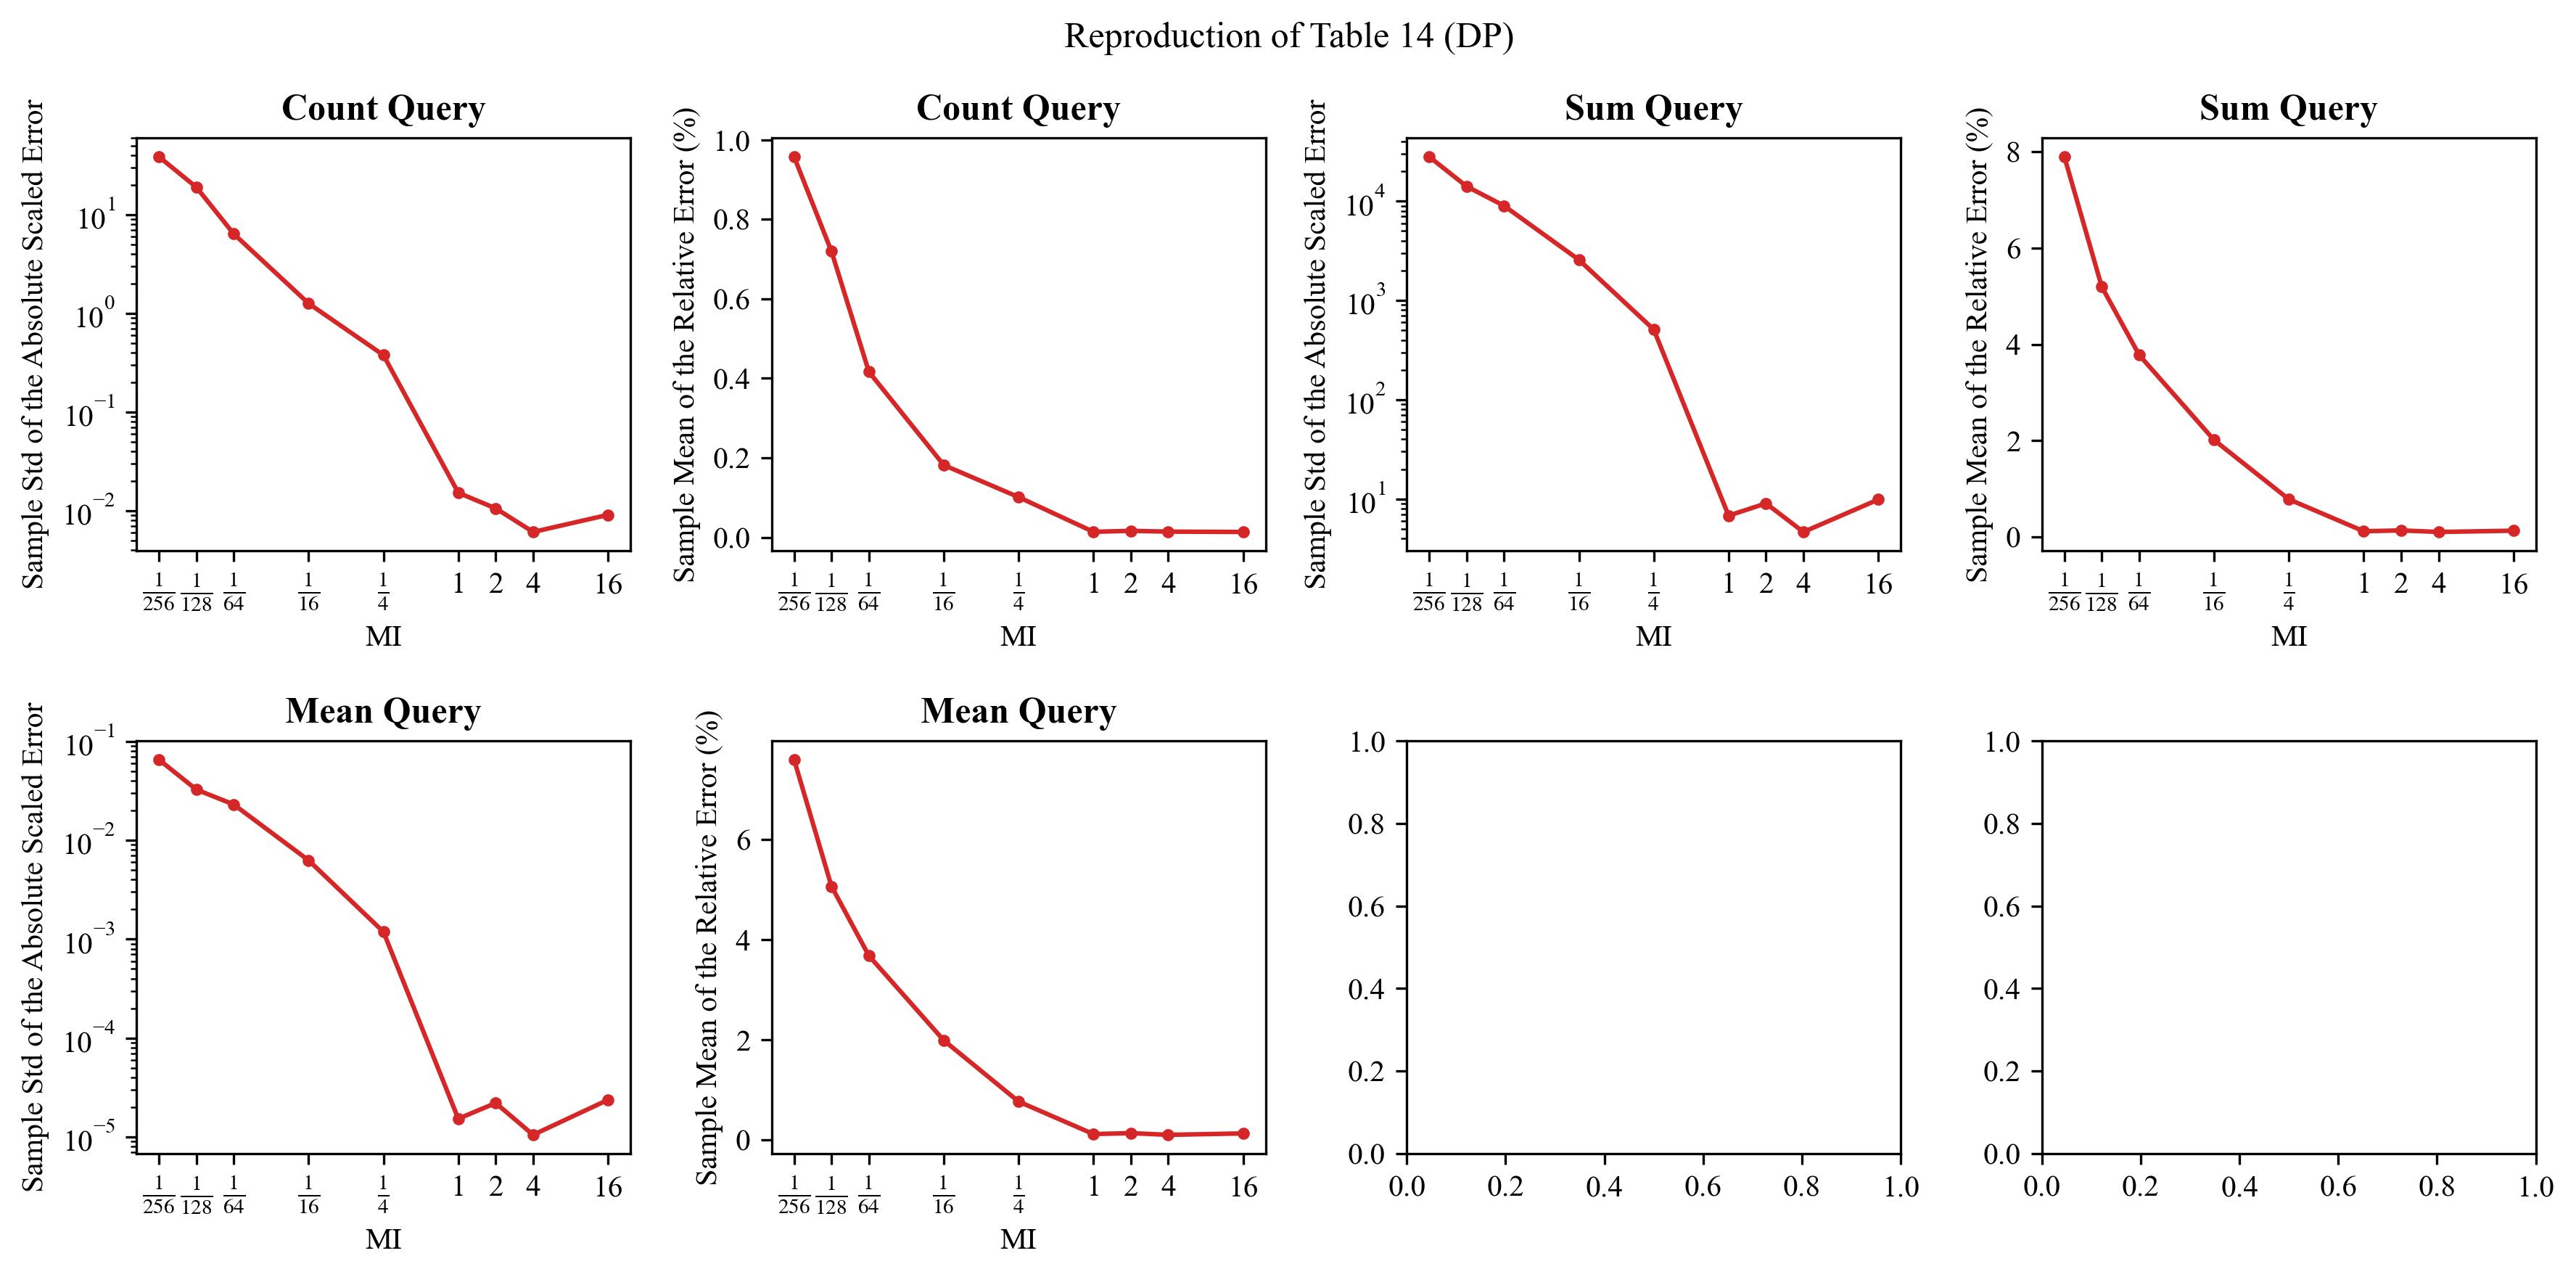 Reproduction of Table 14 (DP)
Count Query
Sample Std of the Absolute Scaled Error
10^1
10^0
10^−1
10^−2
1/256 1/128 1/64 1/16 1/4 1 2 4 16
MI
Count Query
Sample Mean of the Relative Error (%)
1.0
0.8
0.6
0.4
0.2
0.0
1/256 1/128 1/64 1/16 1/4 1 2 4 16
MI
Sum Query
Sample Std of the Absolute Scaled Error
10^4
10^3
10^2
10^1
1/256 1/128 1/64 1/16 1/4 1 2 4 16
MI
Sum Query
Sample Mean of the Relative Error (%)
8
6
4
2
0
1/256 1/128 1/64 1/16 1/4 1 2 4 16
MI
Mean Query
Sample Std of the Absolute Scaled Error
10^−1
10^−2
10^−3
10^−4
10^−5
1/256 1/128 1/64 1/16 1/4 1 2 4 16
MI
Mean Query
Sample Mean of the Relative Error (%)
6
4
2
0
1/256 1/128 1/64 1/16 1/4 1 2 4 16
MI
1.0
0.8
0.6
0.4
0.2
0.0
0.0 0.2 0.4 0.6 0.8 1.0
1.0
0.8
0.6
0.4
0.2
0.0
0.0 0.2 0.4 0.6 0.8 1.0